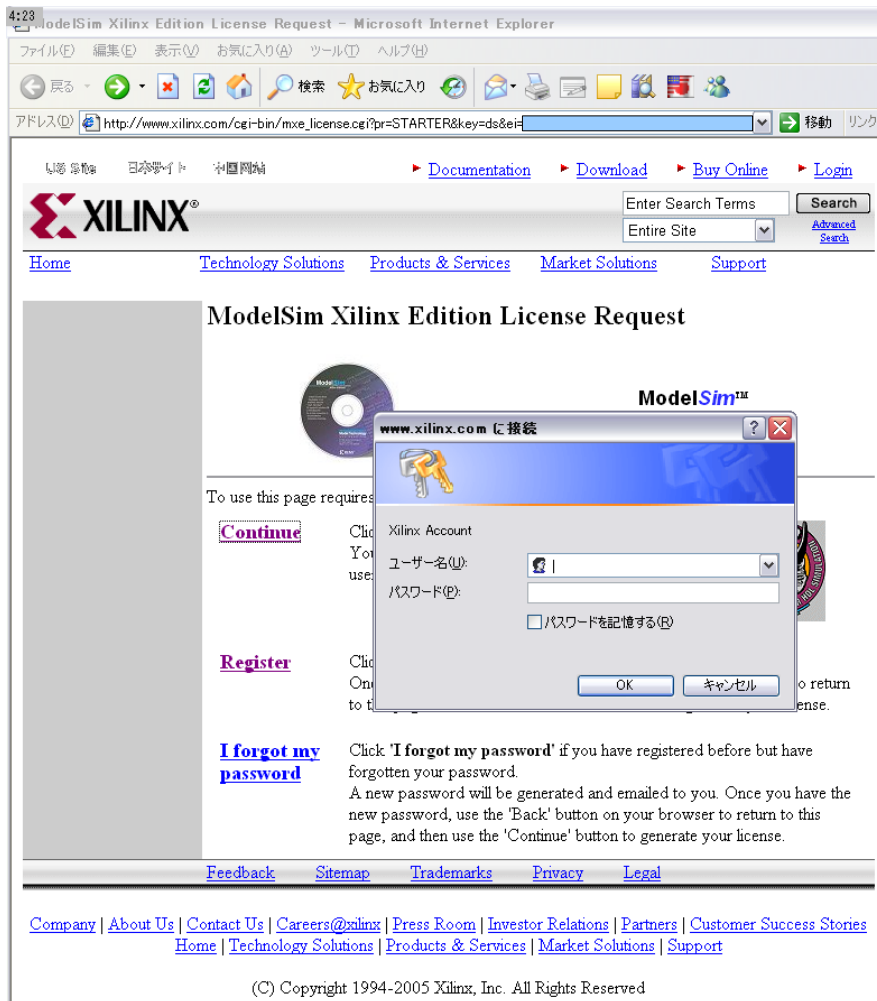 4:23
ModelSim Xilinx Edition License Request - Microsoft Internet Explorer
ファイル(F) 編集(E) 表示(V) お気に入り(A) ツール(T) ヘルプ(H)
戻る 検索 お気に入り
アドレス(D) http://www.xilinx.com/cgi-bin/mxe_license.cgi?pr=STARTER&key=ds&ei= 移動 リンク
US Site 日本サイト 中国网站 Documentation Download Buy Online Login
XILINX® Enter Search Terms Search
Entire Site Advanced Search
Home Technology Solutions Products & Services Market Solutions Support
ModelSim Xilinx Edition License Request
ModelSim™
www.xilinx.com に接続
To use this page requires
Xilinx Account
Continue
ユーザー名(U):
パスワード(P):
パスワードを記憶する(R)
OK キャンセル
Register
to return
to
I forgot my password
Click 'I forgot my password' if you have registered before but have
forgotten your password.
A new password will be generated and emailed to you. Once you have the
new password, use the 'Back' button on your browser to return to this
page, and then use the 'Continue' button to generate your license.
Feedback Sitemap Trademarks Privacy Legal
Company | About Us | Contact Us | Careers@xilinx | Press Room | Investor Relations | Partners | Customer Success Stories
Home | Technology Solutions | Products & Services | Market Solutions | Support
(C) Copyright 1994-2005 Xilinx, Inc. All Rights Reserved